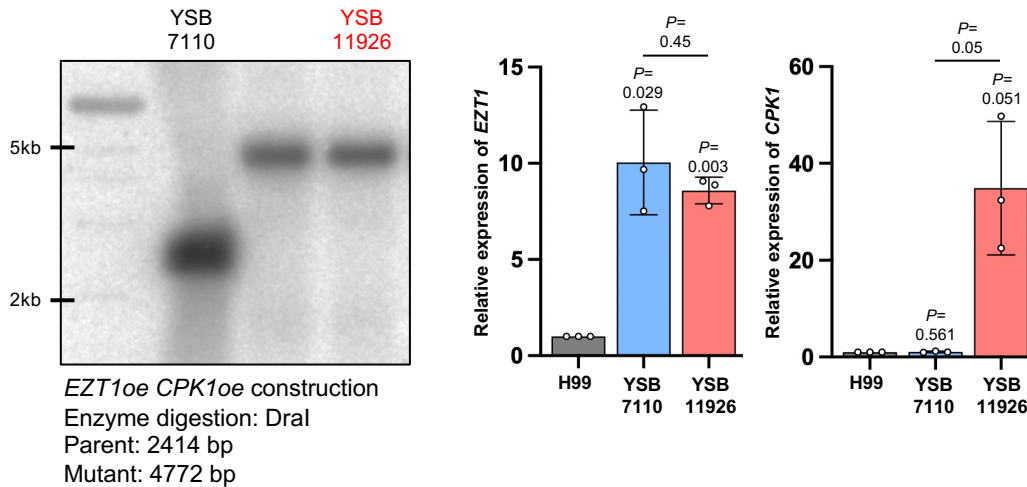 YSB
7110
YSB
11926
5kb
2kb
EZT1oe CPK1oe construction
Enzyme digestion: DraI
Parent: 2414 bp
Mutant: 4772 bp
Relative expression of EZT1
15
10
5
0
P=
0.45
P=
0.029
P=
0.003
H99
YSB
7110
YSB
11926
Relative expression of CPK1
60
40
20
0
P=
0.05
P=
0.051
P=
0.561
H99
YSB
7110
YSB
11926